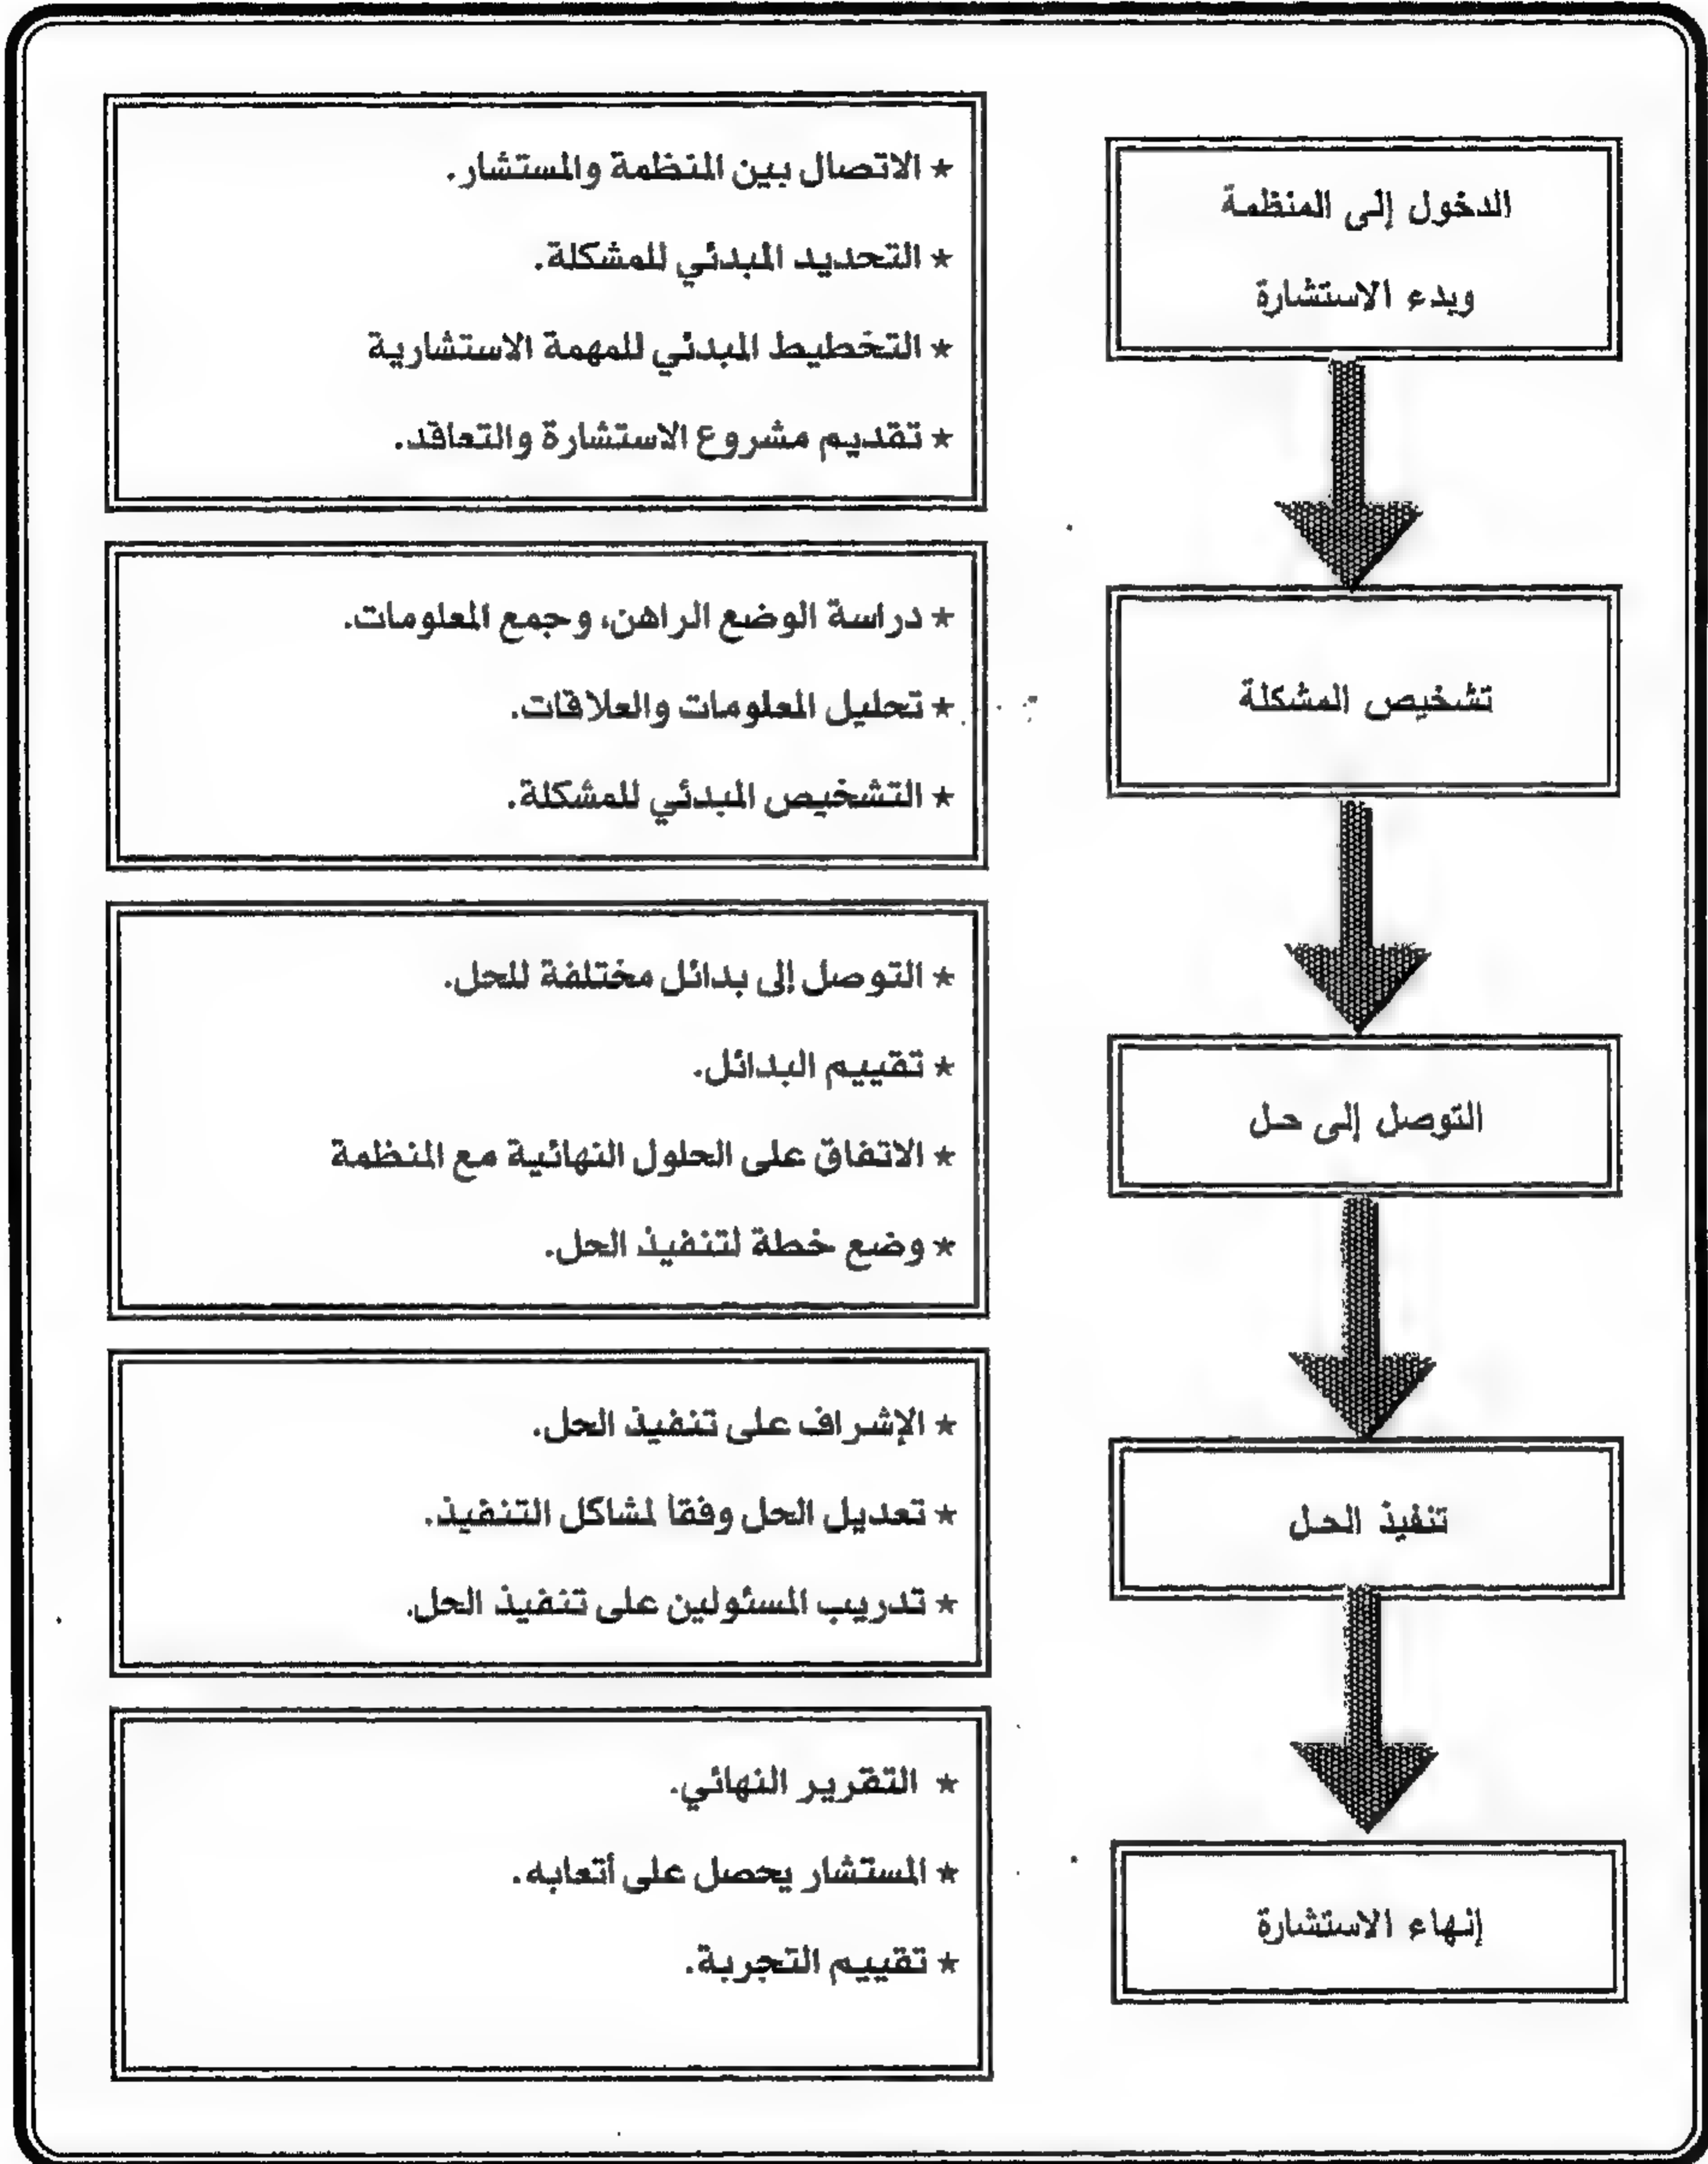 الدخول إلى المنظمة
وبدء الاستشارة
★ الاتصال بين المنظمة والمستشار.
★ التحديد المبدئي للمشكلة.
★ التخطيط المبدئي للمهمة الاستشارية
★ تقديم مشروع الاستشارة والتعاقد.
تشخيص المشكلة
★ دراسة الوضع الراهن، وجمع المعلومات.
★ تحليل المعلومات والعلاقات.
★ التشخيص المبدئي للمشكلة.
التوصل إلى حل
★ التوصل إلى بدائل مختلفة للحل.
★ تقييم البدائل.
★ الاتفاق على الحلول النهائية مع المنظمة
★ وضع خطة لتنفيذ الحل.
تنفيذ الحل
★ الإشراف على تنفيذ الحل.
★ تعديل الحل وفقا لمشاكل التنفيذ.
★ تدريب المسئولين على تنفيذ الحل.
إنهاء الاستشارة
★ التقرير النهائي.
★ المستشار يحصل على أتعابه.
★ تقييم التجربة.